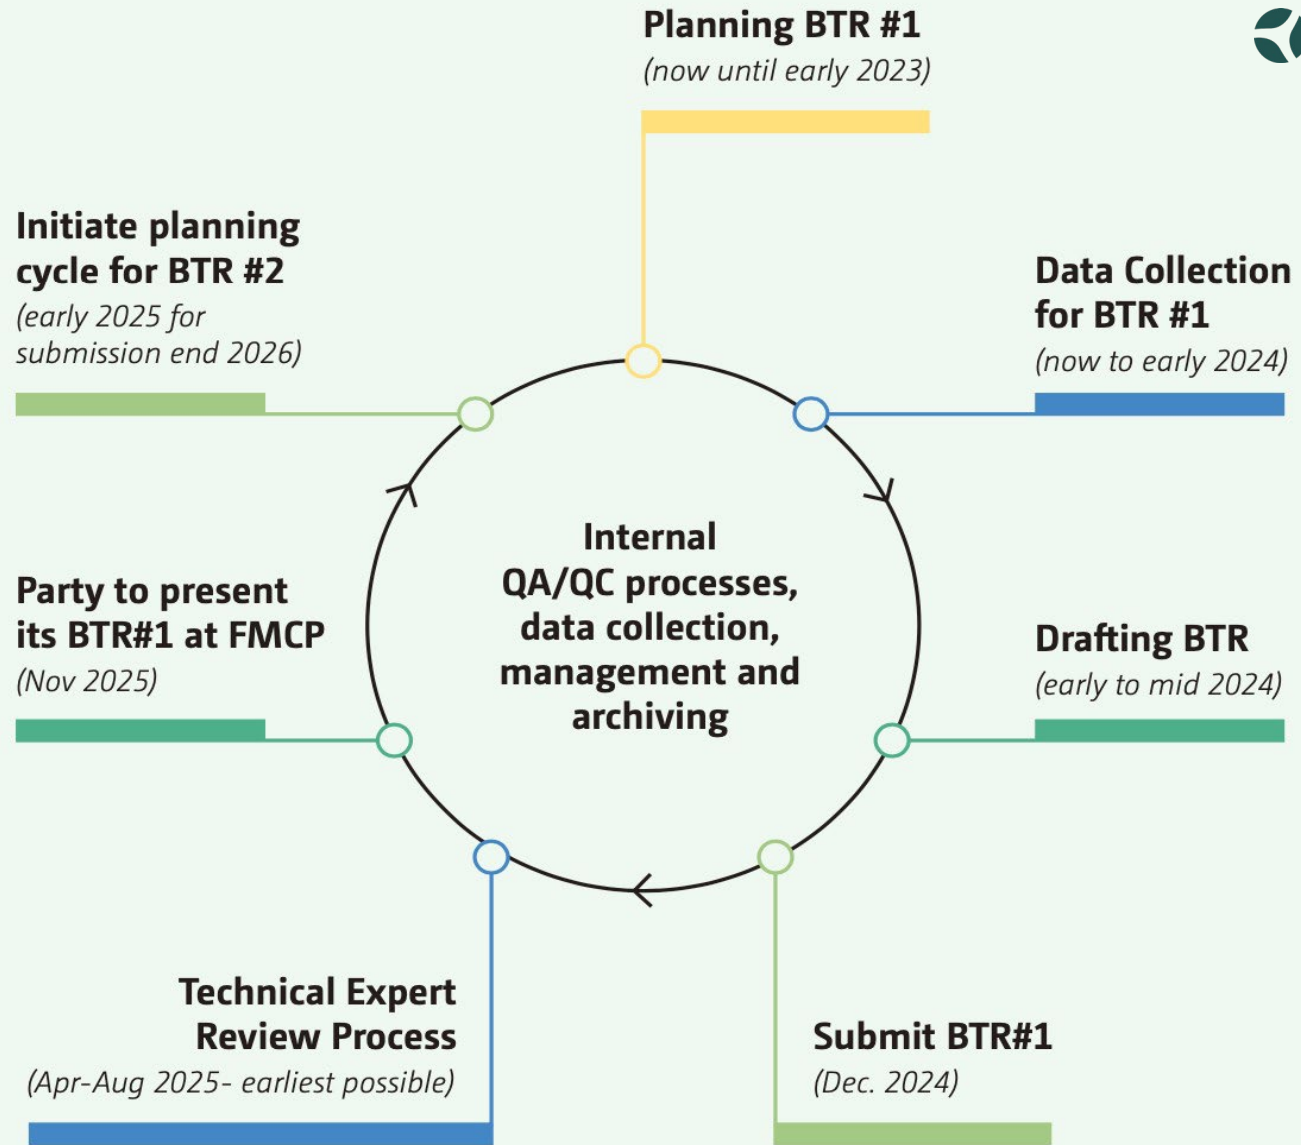 Planning BTR #1
(now until early 2023)
Data Collection
for BTR #1
(now to early 2024)
Drafting BTR
(early to mid 2024)
Submit BTR#1
(Dec. 2024)
Technical Expert
Review Process
(Apr-Aug 2025- earliest possible)
Party to present
its BTR#1 at FMCP
(Nov 2025)
Initiate planning
cycle for BTR #2
(early 2025 for
submission end 2026)
Internal
QA/QC processes,
data collection,
management and
archiving